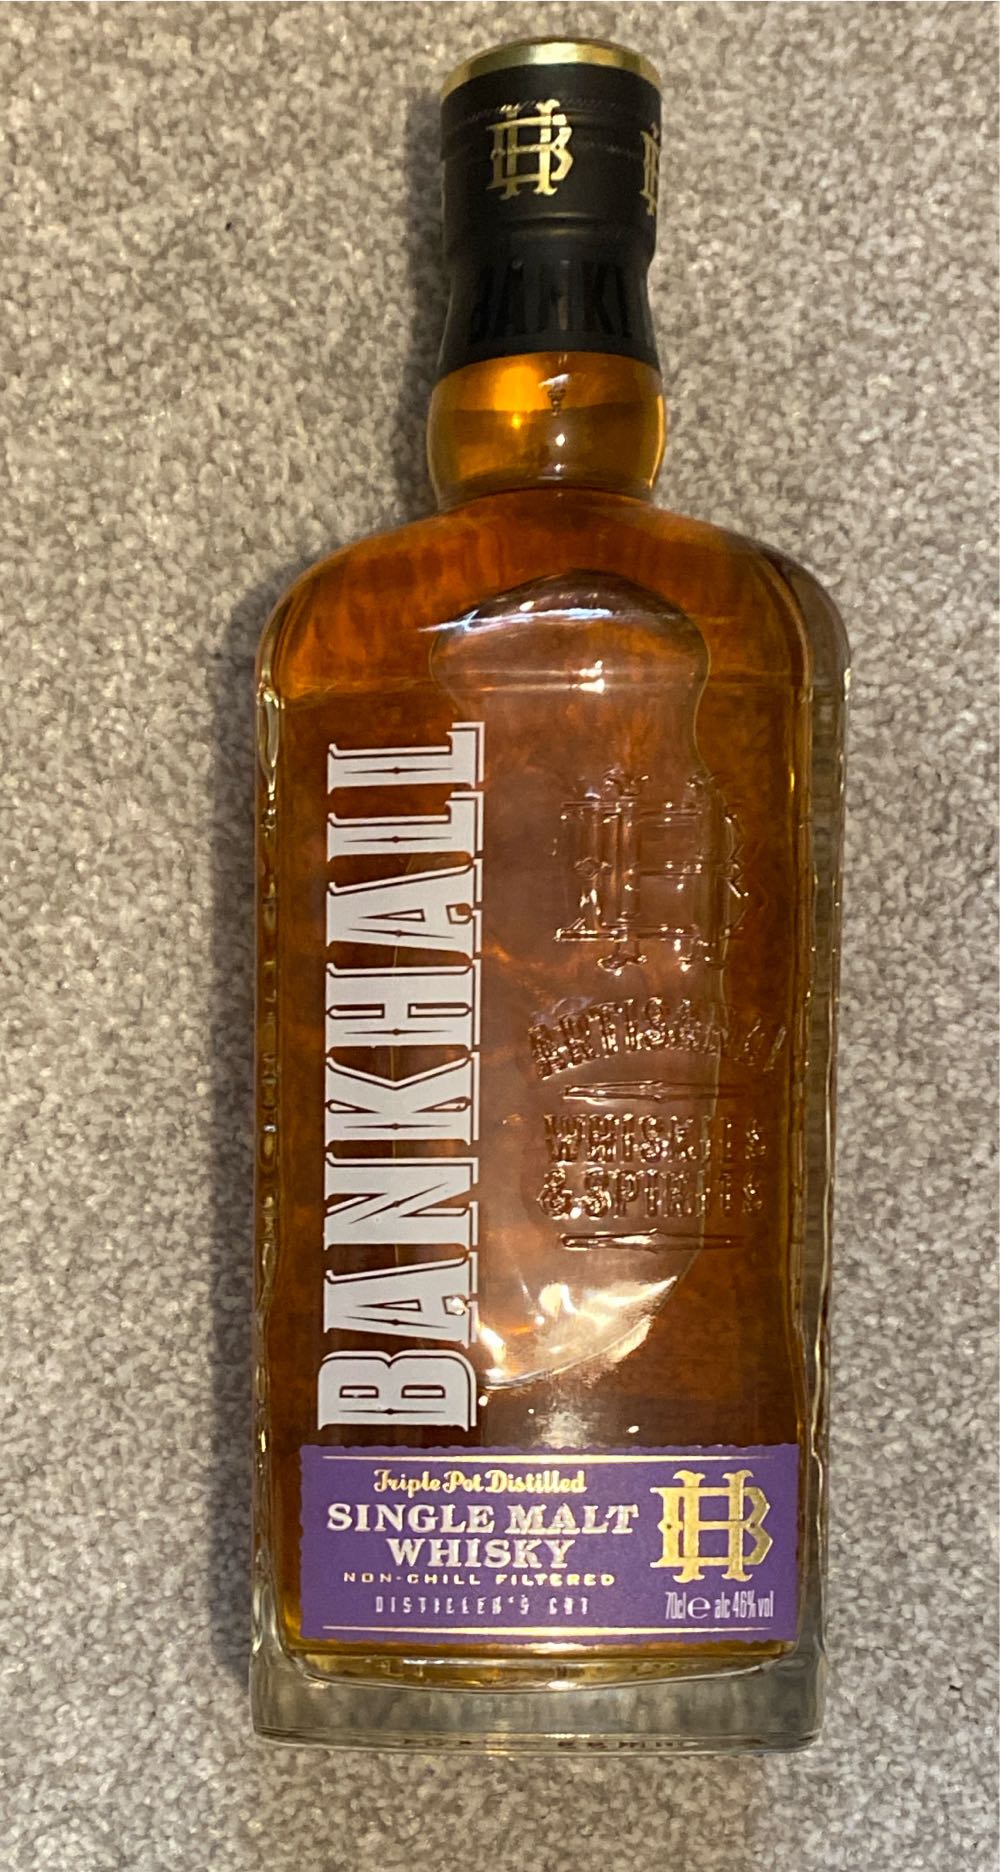 BANKHALL
ARTISANAL
WHISKIES
& SPIRITS
Triple Pot Distilled
SINGLE MALT
WHISKY
NON-CHILL FILTERED
DISTILLER'S CUT
HB
70cl e alc 46% vol